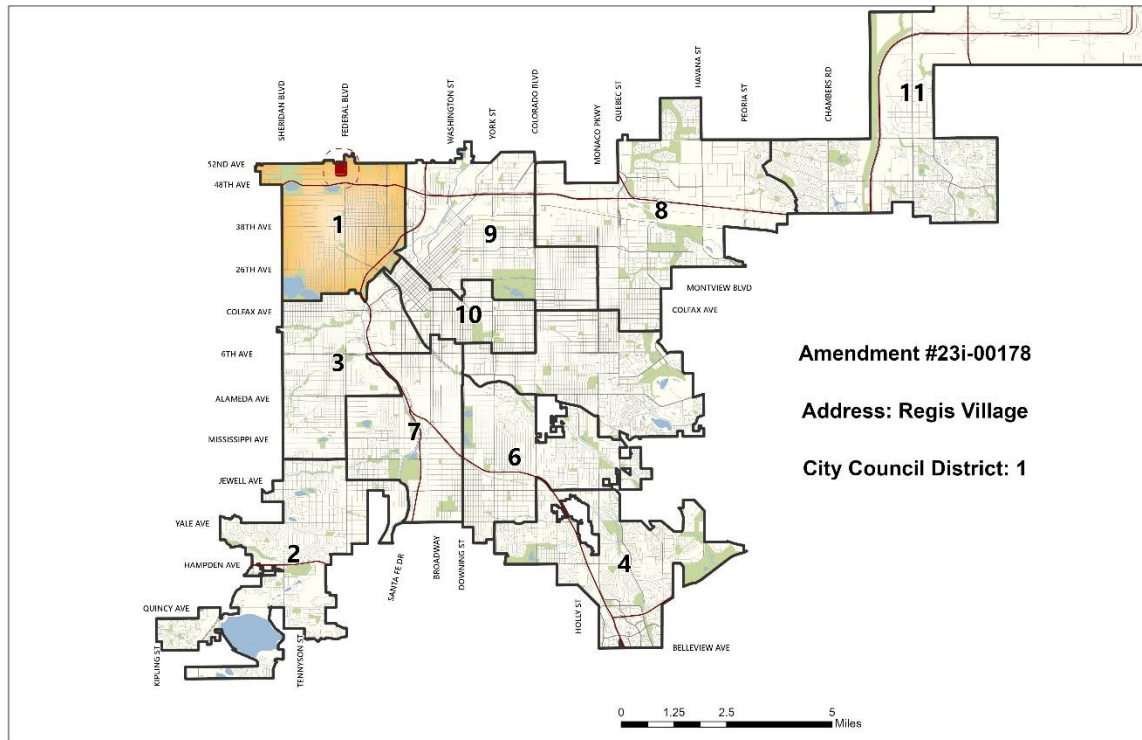 SHERIDAN BLVD
FEDERAL BLVD
WASHINGTON ST
YORK ST
COLORADO BLVD
MONACO PKWY
QUEBEC ST
HAVANA ST
PEORIA ST
CHAMBERS RD
11
52ND AVE
48TH AVE
1
8
38TH AVE
9
26TH AVE
MONTVIEW BLVD
COLFAX AVE
10
COLFAX AVE
6TH AVE
3
Amendment #23i-00178
ALAMEDA AVE
Address: Regis Village
MISSISSIPPI AVE
7
6
City Council District: 1
JEWELL AVE
YALE AVE
2
HAMPDEN AVE
4
SANTA FE DR
BROADWAY
DOWNING ST
QUINCY AVE
HOLLY ST
BELLEVIEW AVE
KIPLING ST
TENNYSON ST
0 1.25 2.5 5
Miles